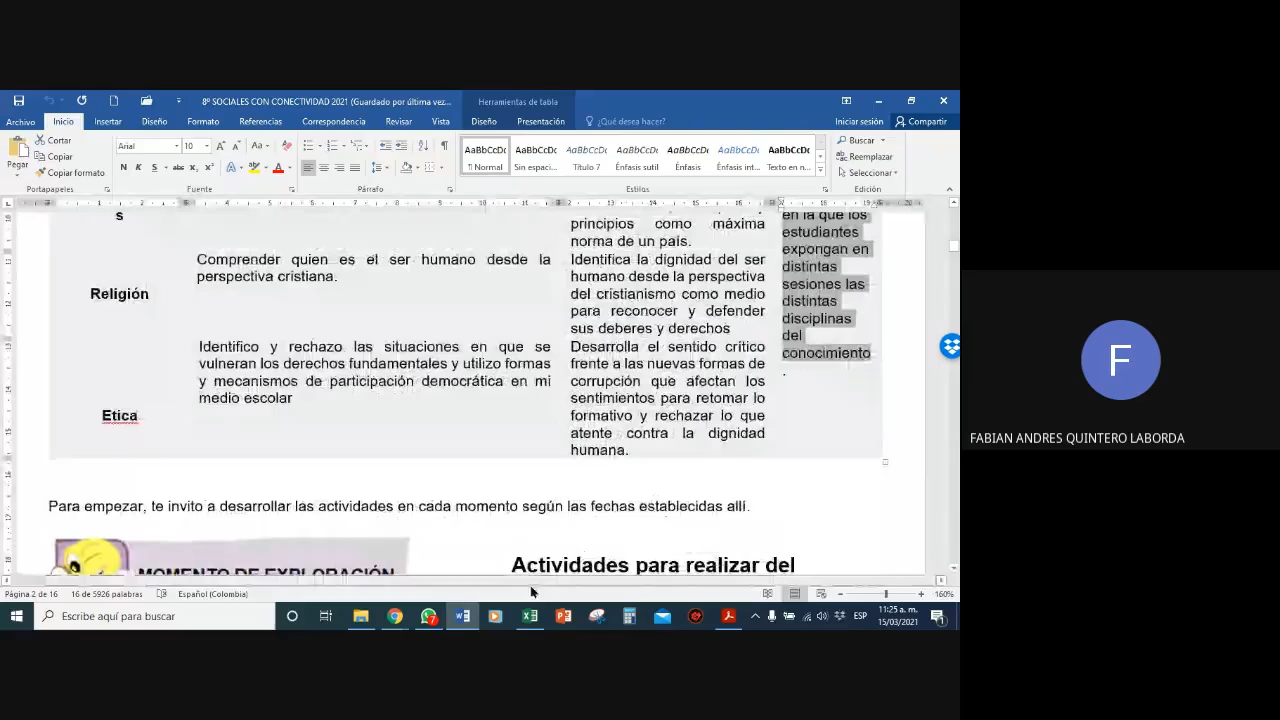 8º SOCIALES CON CONECTIVIDAD 2021 (Guardado por última vez...
Herramientas de tabla
Archivo
Inicio
Insertar
Diseño
Formato
Referencias
Correspondencia
Revisar
Vista
Diseño
Presentación
¿Qué desea hacer?
Iniciar sesión
Compartir
Pegar
Cortar
Copiar
Copiar formato
Portapapeles
Arial
10
N K S abc x₂ x²
Fuente
Párrafo
AaBbCcDc
¶ Normal
AaBbCcDc
Sin espaci...
AaBbCcDc
Título 7
AaBbCcDc
Énfasis sutil
AaBbCcDc
Énfasis
AaBbCcDc
Énfasis int...
AaBbCcDc
Texto en n...
Estilos
Buscar
Reemplazar
Seleccionar
Edición
s
principios como máxima
norma de un país.
en la que los
estudiantes
expongan en
distintas
sesiones las
distintas
disciplinas
del
conocimiento
.
Religión
Comprender quien es el ser humano desde la
perspectiva cristiana.
Identifica la dignidad del ser
humano desde la perspectiva
del cristianismo como medio
para reconocer y defender
sus deberes y derechos
Etica
Identifico y rechazo las situaciones en que se
vulneran los derechos fundamentales y utilizo formas
y mecanismos de participación democrática en mi
medio escolar
Desarrolla el sentido crítico
frente a las nuevas formas de
corrupción que afectan los
sentimientos para retomar lo
formativo y rechazar lo que
atente contra la dignidad
humana.
Para empezar, te invito a desarrollar las actividades en cada momento según las fechas establecidas allí.
MOMENTO DE EXPLORACIÓN
Actividades para realizar del
Página 2 de 16
16 de 5926 palabras
Español (Colombia)
160%
Escribe aquí para buscar
ESP
11:25 a. m.
15/03/2021
F
FABIAN ANDRES QUINTERO LABORDA